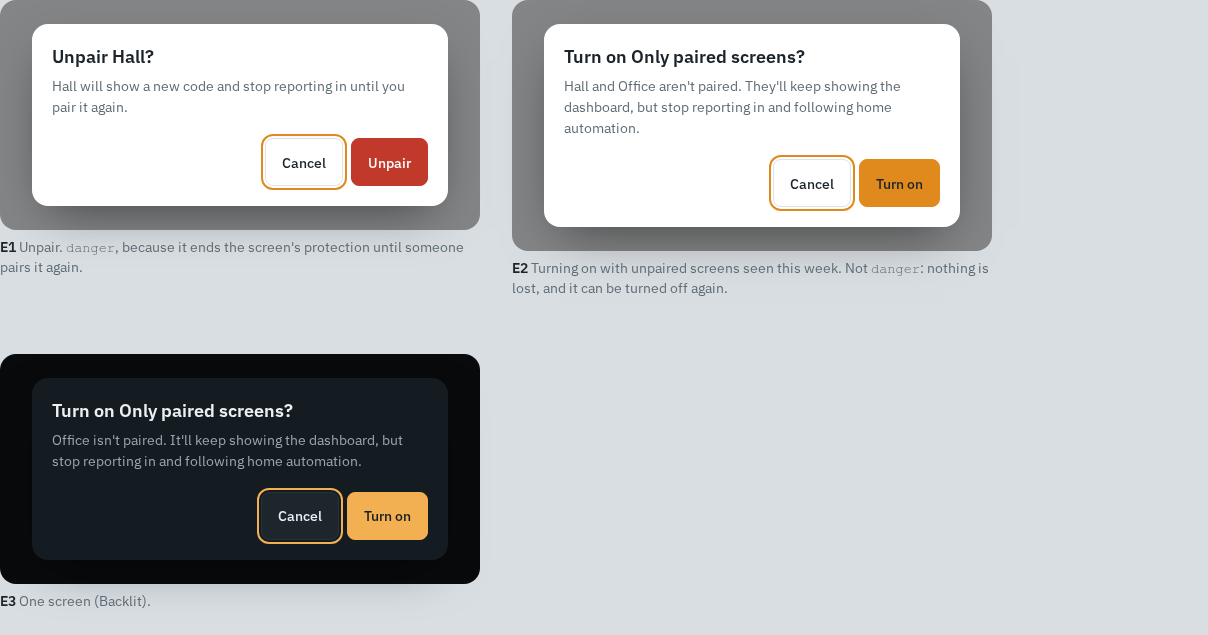 Unpair Hall?
Hall will show a new code and stop reporting in until you
pair it again.
Cancel
Unpair
E1 Unpair. danger, because it ends the screen's protection until someone
pairs it again.
Turn on Only paired screens?
Hall and Office aren't paired. They'll keep showing the
dashboard, but stop reporting in and following home
automation.
Cancel
Turn on
E2 Turning on with unpaired screens seen this week. Not danger: nothing is
lost, and it can be turned off again.
Turn on Only paired screens?
Office isn't paired. It'll keep showing the dashboard, but
stop reporting in and following home automation.
Cancel
Turn on
E3 One screen (Backlit).